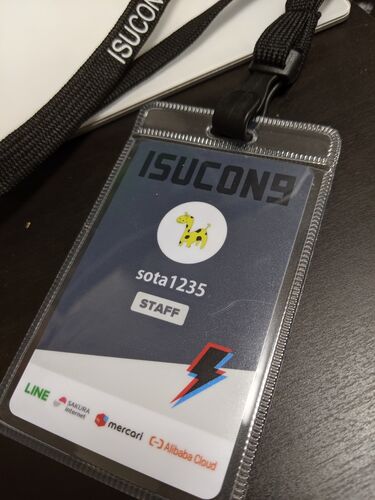 ISUCON
ISUCON9
sota1235
STAFF
LINE
SAKURA
internet
mercari
Alibaba Cloud